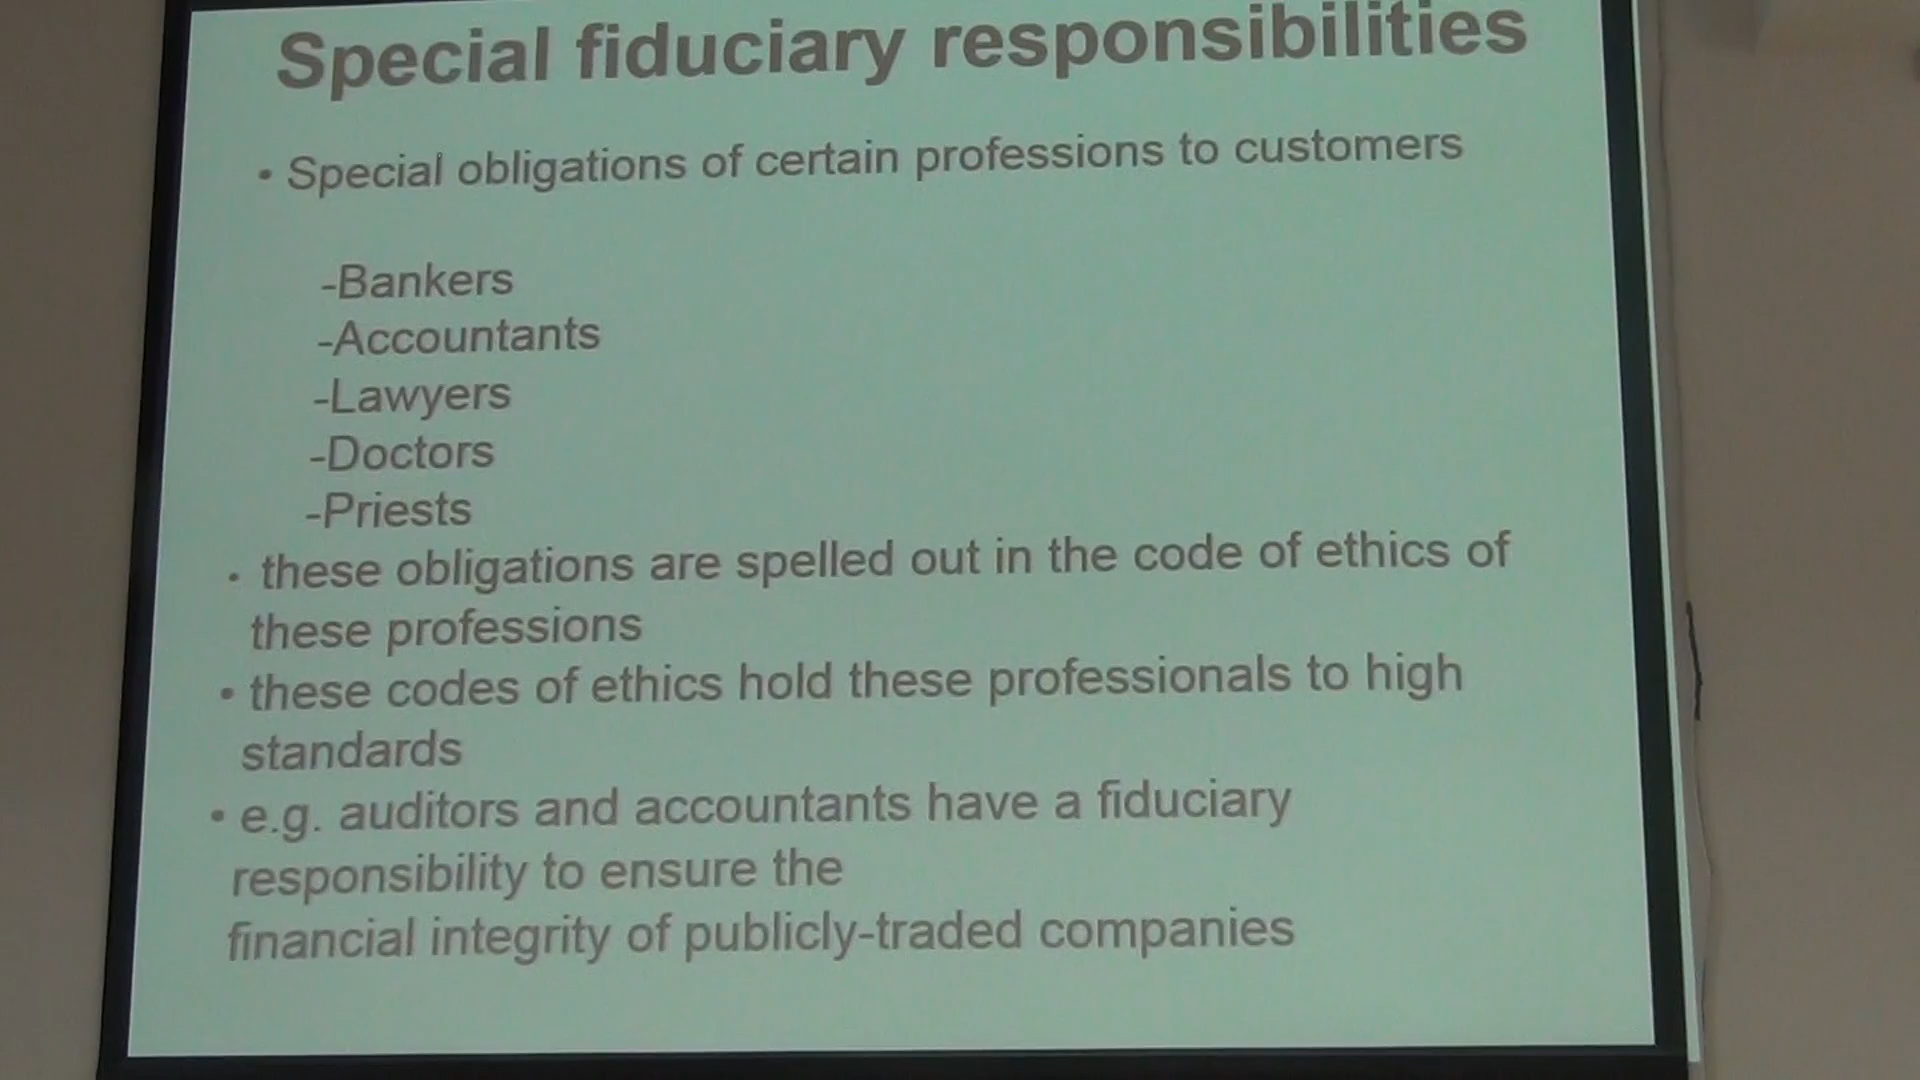 Special fiduciary responsibilities
• Special obligations of certain professions to customers
-Bankers
-Accountants
-Lawyers
-Doctors
-Priests
• these obligations are spelled out in the code of ethics of
these professions
• these codes of ethics hold these professionals to high
standards
• e.g. auditors and accountants have a fiduciary
responsibility to ensure the
financial integrity of publicly-traded companies